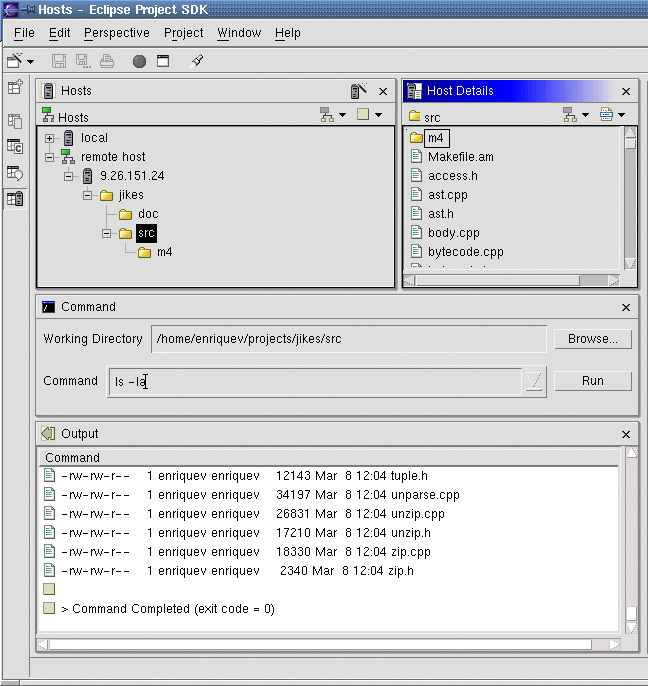 Hosts - Eclipse Project SDK
File Edit Perspective Project Window Help
Hosts
Hosts
local
remote host
9.26.151.24
jikes
doc
src
m4
Host Details
src
m4
Makefile.am
access.h
ast.cpp
ast.h
body.cpp
bytecode.cpp
Command
Working Directory /home/enriquev/projects/jikes/src Browse...
Command ls -la Run
Output
Command
-rw-rw-r-- 1 enriquev enriquev 12143 Mar 8 12:04 tuple.h
-rw-rw-r-- 1 enriquev enriquev 34197 Mar 8 12:04 unparse.cpp
-rw-rw-r-- 1 enriquev enriquev 26831 Mar 8 12:04 unzip.cpp
-rw-rw-r-- 1 enriquev enriquev 17210 Mar 8 12:04 unzip.h
-rw-rw-r-- 1 enriquev enriquev 18330 Mar 8 12:04 zip.cpp
-rw-rw-r-- 1 enriquev enriquev 2340 Mar 8 12:04 zip.h
> Command Completed (exit code = 0)